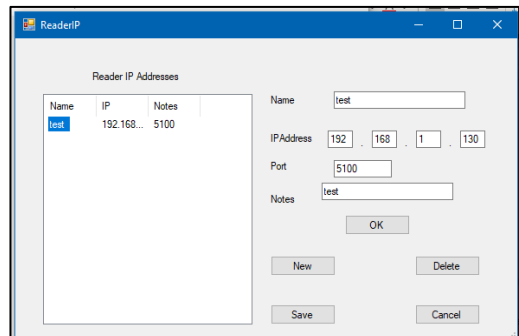 ReaderIP
Reader IP Addresses
Name IP Notes
test 192.168... 5100
Name test
IPAddress 192 . 168 . 1 . 130
Port 5100
Notes test
OK
New Delete
Save Cancel